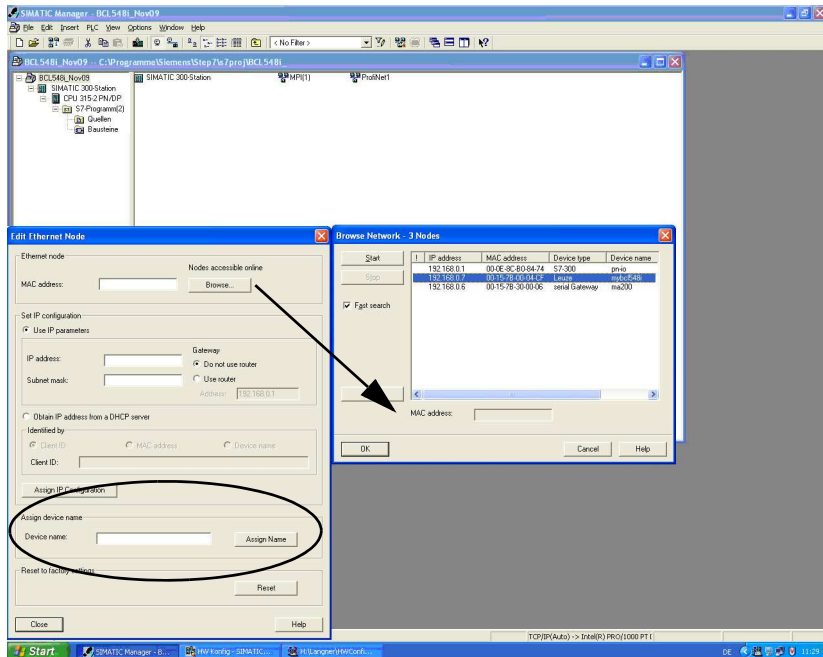 SIMATIC Manager - BCL548i_Nov09
File Edit Insert PLC View Options Window Help
< No Filter >
BCL548i_Nov09 -- C:\Programme\Siemens\Step7\s7proj\BCL548i_
BCL548i_Nov09
SIMATIC 300-Station
CPU 315-2 PN/DP
S7-Programm(2)
Quellen
Bausteine
SIMATIC 300-Station
MPI(1)
ProfiNet1
Edit Ethernet Node
Ethernet node
Nodes accessible online
MAC address:
Browse...
Set IP configuration
Use IP parameters
IP address:
Subnet mask:
Gateway
Do not use router
Use router
Address: 192.168.0.1
Obtain IP address from a DHCP server
Identified by
Client ID
MAC address
Device name
Client ID:
Assign IP Configuration
Assign device name
Device name:
Assign Name
Reset to factory settings
Reset
Close
Help
Browse Network - 3 Nodes
Start
Stop
Fast search
! IP address MAC address Device type Device name
192.168.0.1 00-0E-8C-B0-84-74 S7-300 pn-io
192.168.0.7 00-15-7B-00-04-CF Leuze mybcl548i
192.168.0.6 00-15-7B-30-00-06 serial Gateway ma200
MAC address:
OK
Cancel
Help
TCP/IP(Auto) -> Intel(R) PRO/1000 PT
Start
SIMATIC Manager - B...
HW Konfig - SIMATIC...
H:\Langner\HWConfi...
DE
11:29